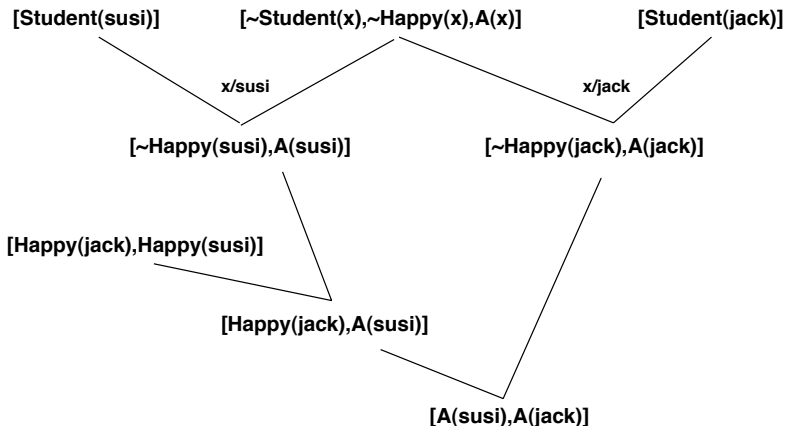 [Student(susi)] [~Student(x),~Happy(x),A(x)] [Student(jack)]
x/susi x/jack
[~Happy(susi),A(susi)] [~Happy(jack),A(jack)]
[Happy(jack),Happy(susi)]
[Happy(jack),A(susi)]
[A(susi),A(jack)]